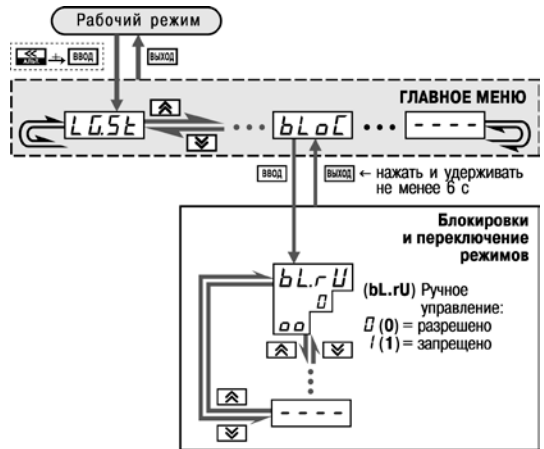 Рабочий режим
АЛЬТ. + ВВОД ВЫХОД
ГЛАВНОЕ МЕНЮ
LG.St bLoC - - - -
ВВОД ВЫХОД ← нажать и удерживать
не менее 6 с
Блокировки
и переключение
режимов
bL.rU
0
oo
(bL.rU) Ручное
управление:
0 (0) = разрешено
1 (1) = запрещено
- - - -